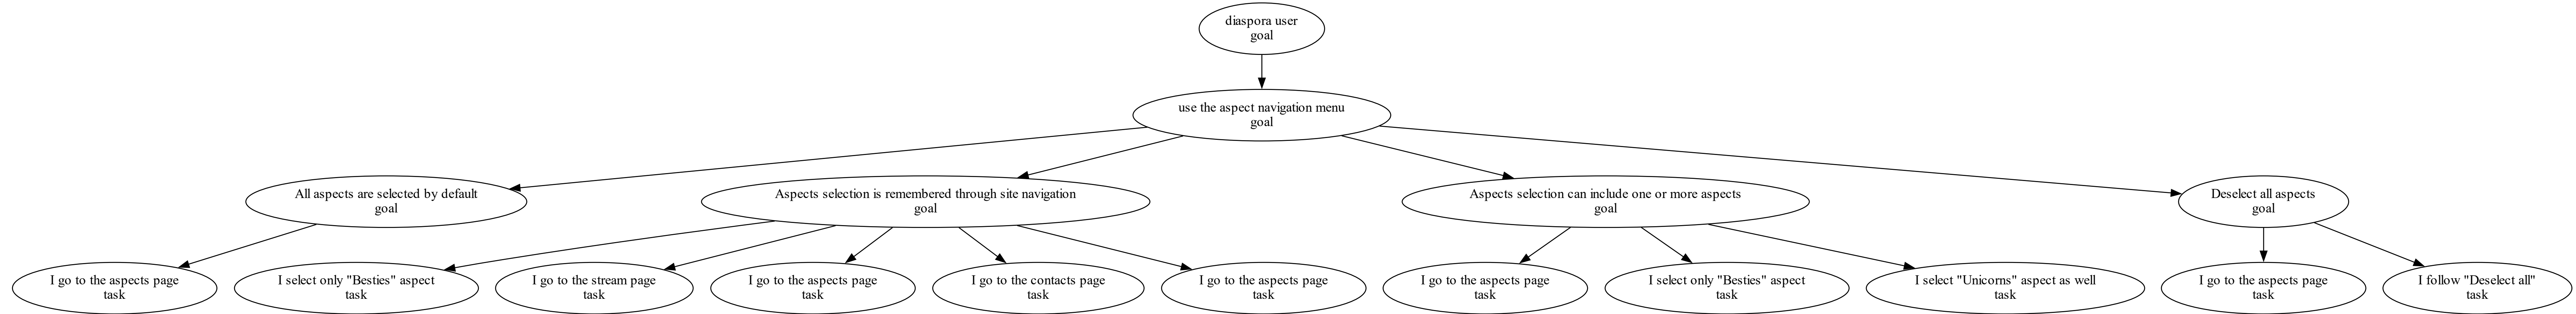 diaspora user
goal
use the aspect navigation menu
goal
All aspects are selected by default
goal
Aspects selection is remembered through site navigation
goal
Aspects selection can include one or more aspects
goal
Deselect all aspects
goal
I go to the aspects page
task
I select only "Besties" aspect
task
I go to the stream page
task
I go to the aspects page
task
I go to the contacts page
task
I go to the aspects page
task
I go to the aspects page
task
I select only "Besties" aspect
task
I select "Unicorns" aspect as well
task
I go to the aspects page
task
I follow "Deselect all"
task